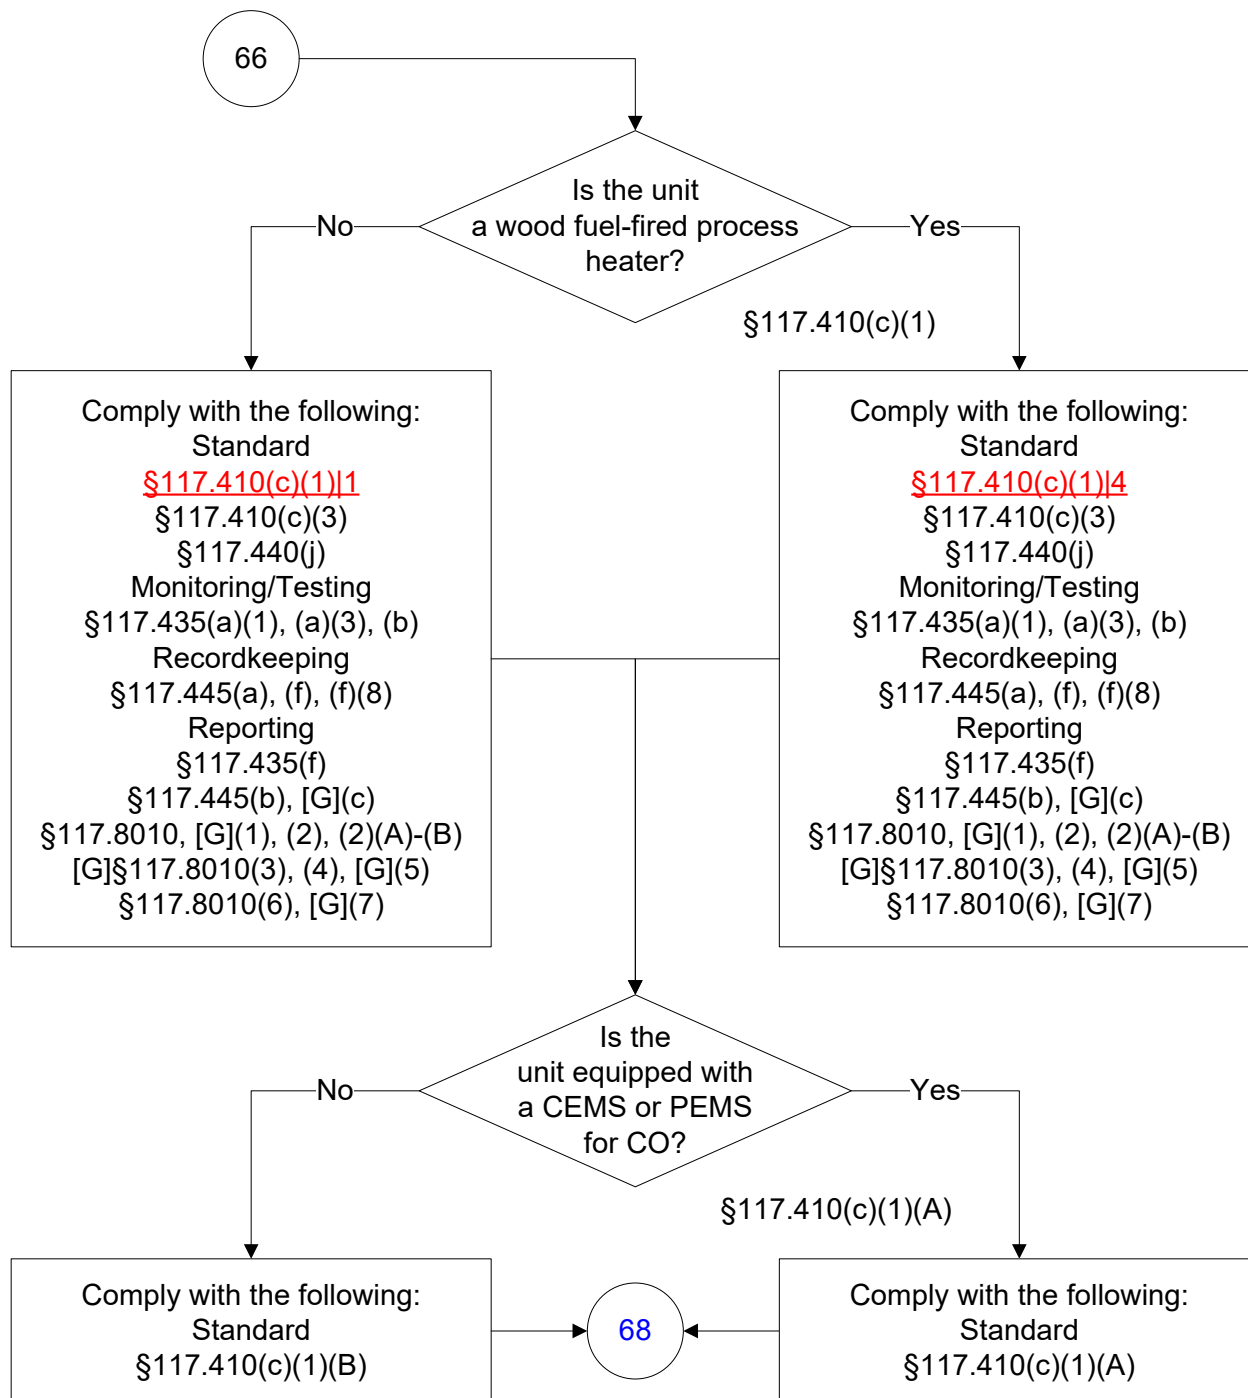 66
Is the unit
a wood fuel-fired process
heater?
No
Yes
§117.410(c)(1)
Comply with the following:
Standard
§117.410(c)(1)|1
§117.410(c)(3)
§117.440(j)
Monitoring/Testing
§117.435(a)(1), (a)(3), (b)
Recordkeeping
§117.445(a), (f), (f)(8)
Reporting
§117.435(f)
§117.445(b), [G](c)
§117.8010, [G](1), (2), (2)(A)-(B)
[G]§117.8010(3), (4), [G](5)
§117.8010(6), [G](7)
Comply with the following:
Standard
§117.410(c)(1)|4
§117.410(c)(3)
§117.440(j)
Monitoring/Testing
§117.435(a)(1), (a)(3), (b)
Recordkeeping
§117.445(a), (f), (f)(8)
Reporting
§117.435(f)
§117.445(b), [G](c)
§117.8010, [G](1), (2), (2)(A)-(B)
[G]§117.8010(3), (4), [G](5)
§117.8010(6), [G](7)
Is the
unit equipped with
a CEMS or PEMS
for CO?
No
Yes
§117.410(c)(1)(A)
Comply with the following:
Standard
§117.410(c)(1)(B)
68
Comply with the following:
Standard
§117.410(c)(1)(A)